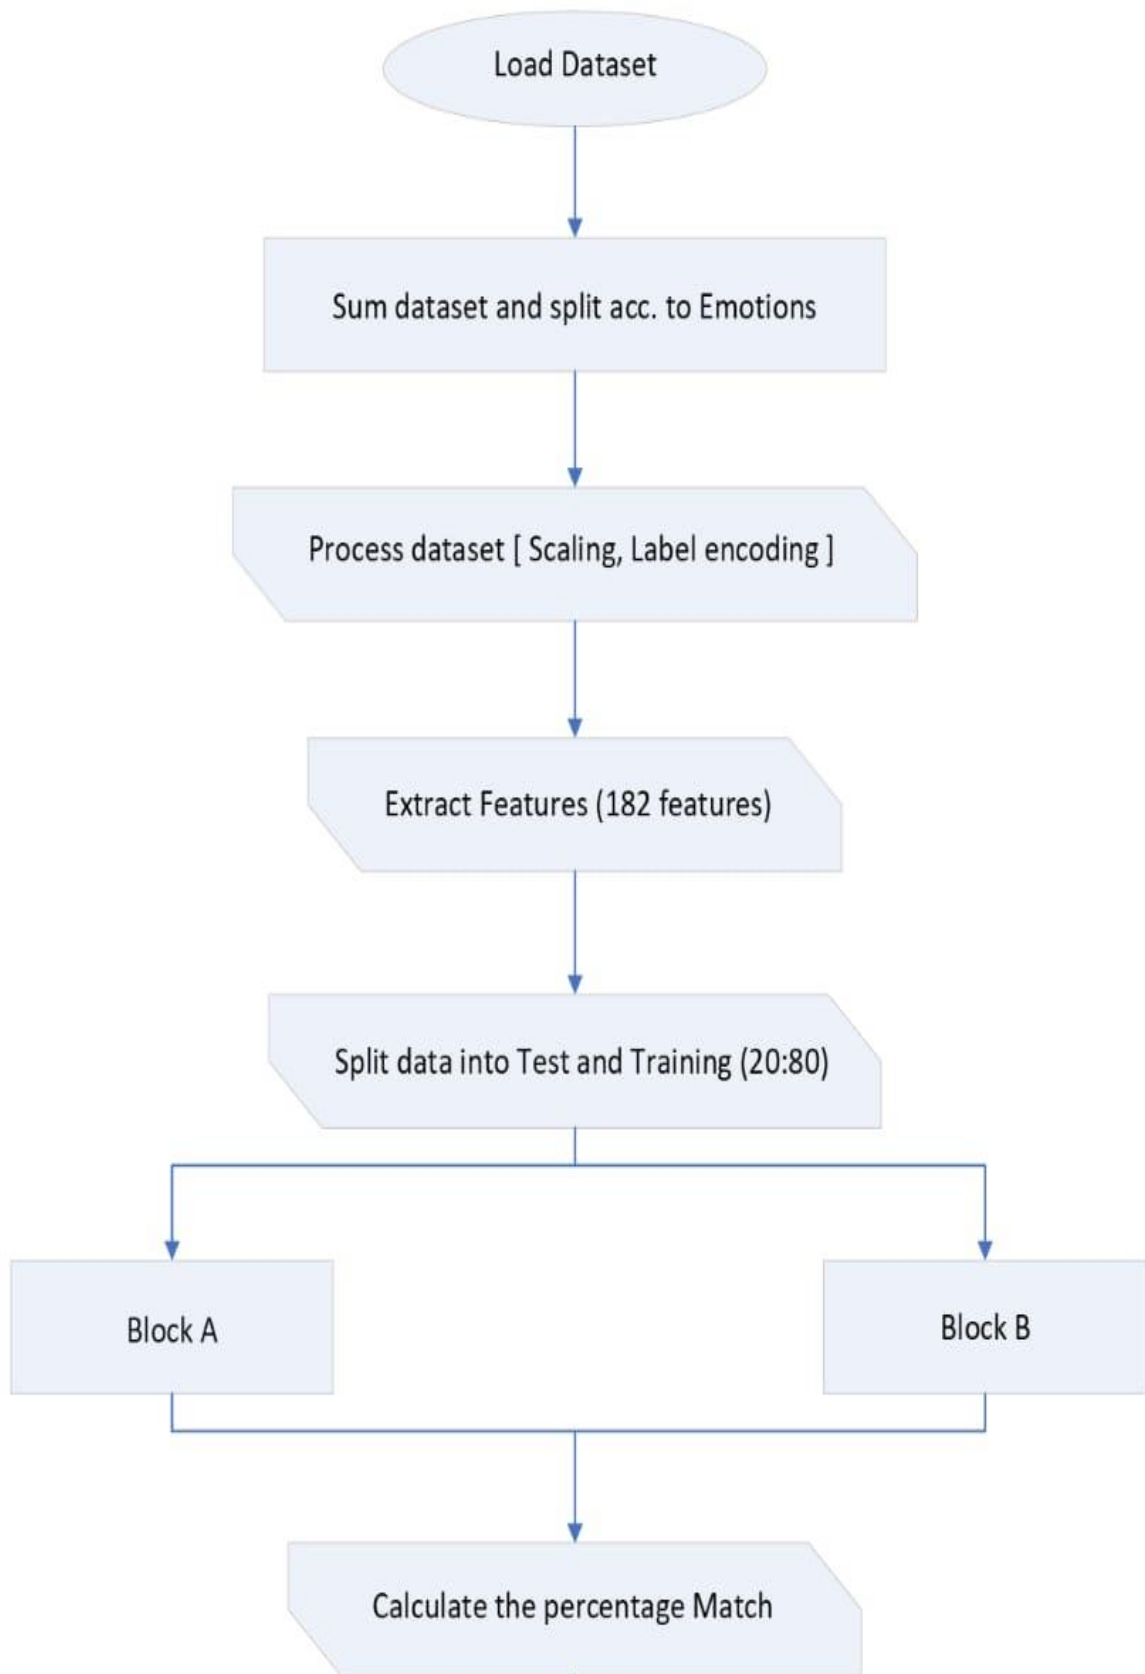 Load Dataset
Sum dataset and split acc. to Emotions
Process dataset [ Scaling, Label encoding ]
Extract Features (182 features)
Split data into Test and Training (20:80)
Block A
Block B
Calculate the percentage Match